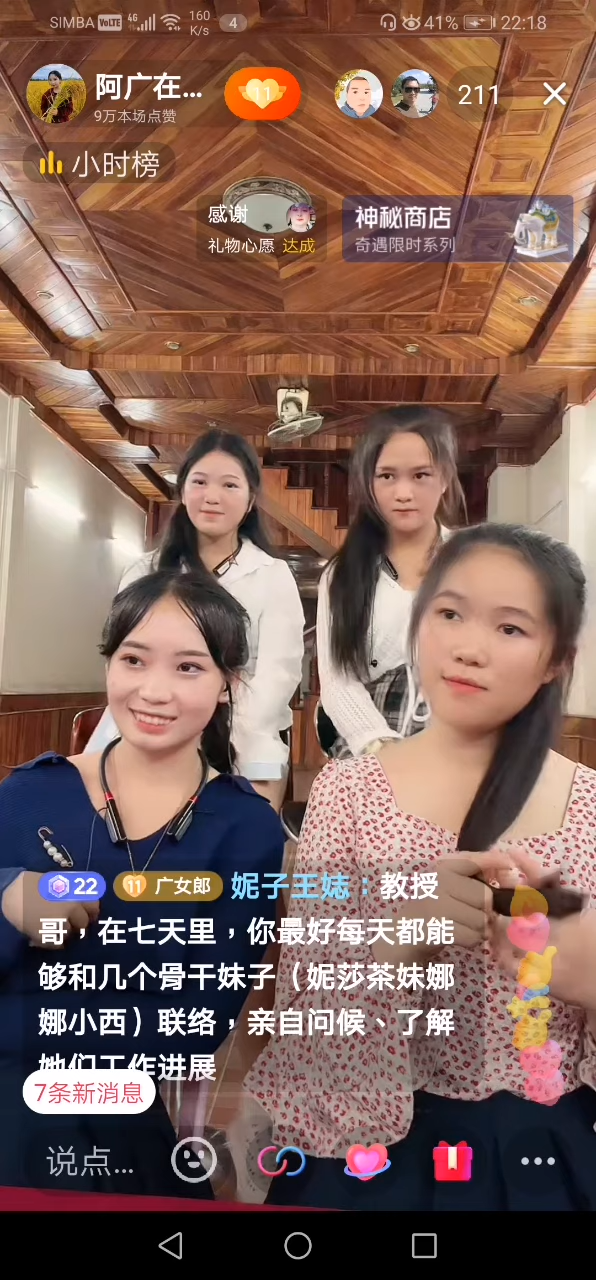 SIMBA VoLTE 4G 160 K/s 4 41% 22:18
阿广在... 11 211
9万本场点赞
小时榜
感谢 神秘商店
礼物心愿 达成 奇遇限时系列
22 11 广女郎 妮子王誌：教授
哥，在七天里，你最好每天都能
够和几个骨干妹子（妮莎茶妹娜
娜小西）联络，亲自问候、了解
她们工作进展
7条新消息
说点...